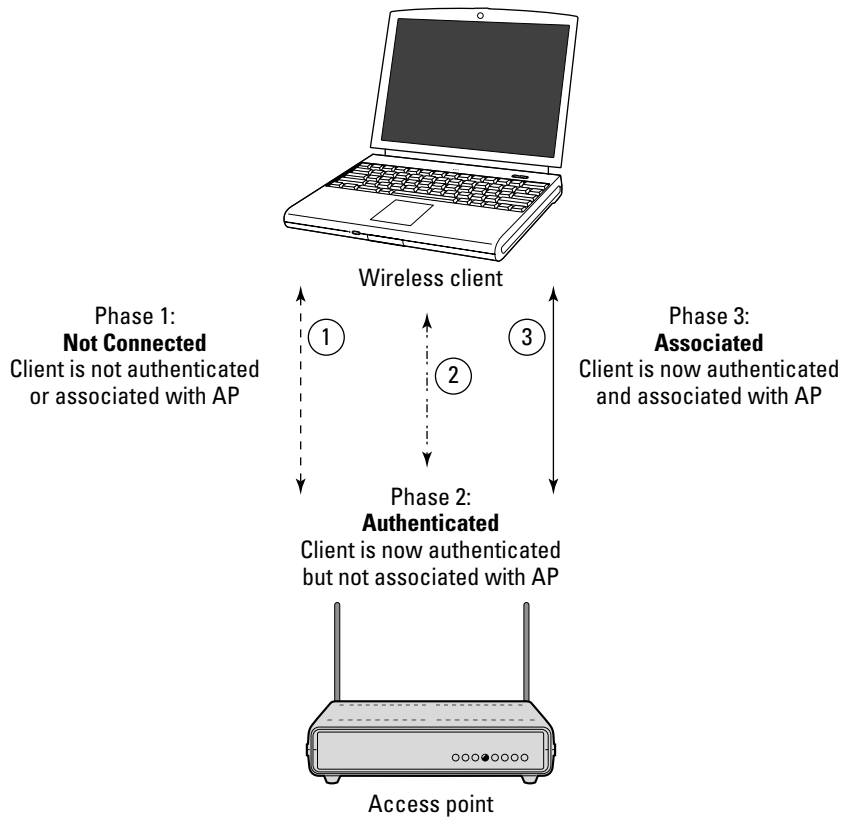 Wireless client
Phase 1:
Not Connected
Client is not authenticated
or associated with AP
1
2
3
Phase 3:
Associated
Client is now authenticated
and associated with AP
Phase 2:
Authenticated
Client is now authenticated
but not associated with AP
Access point